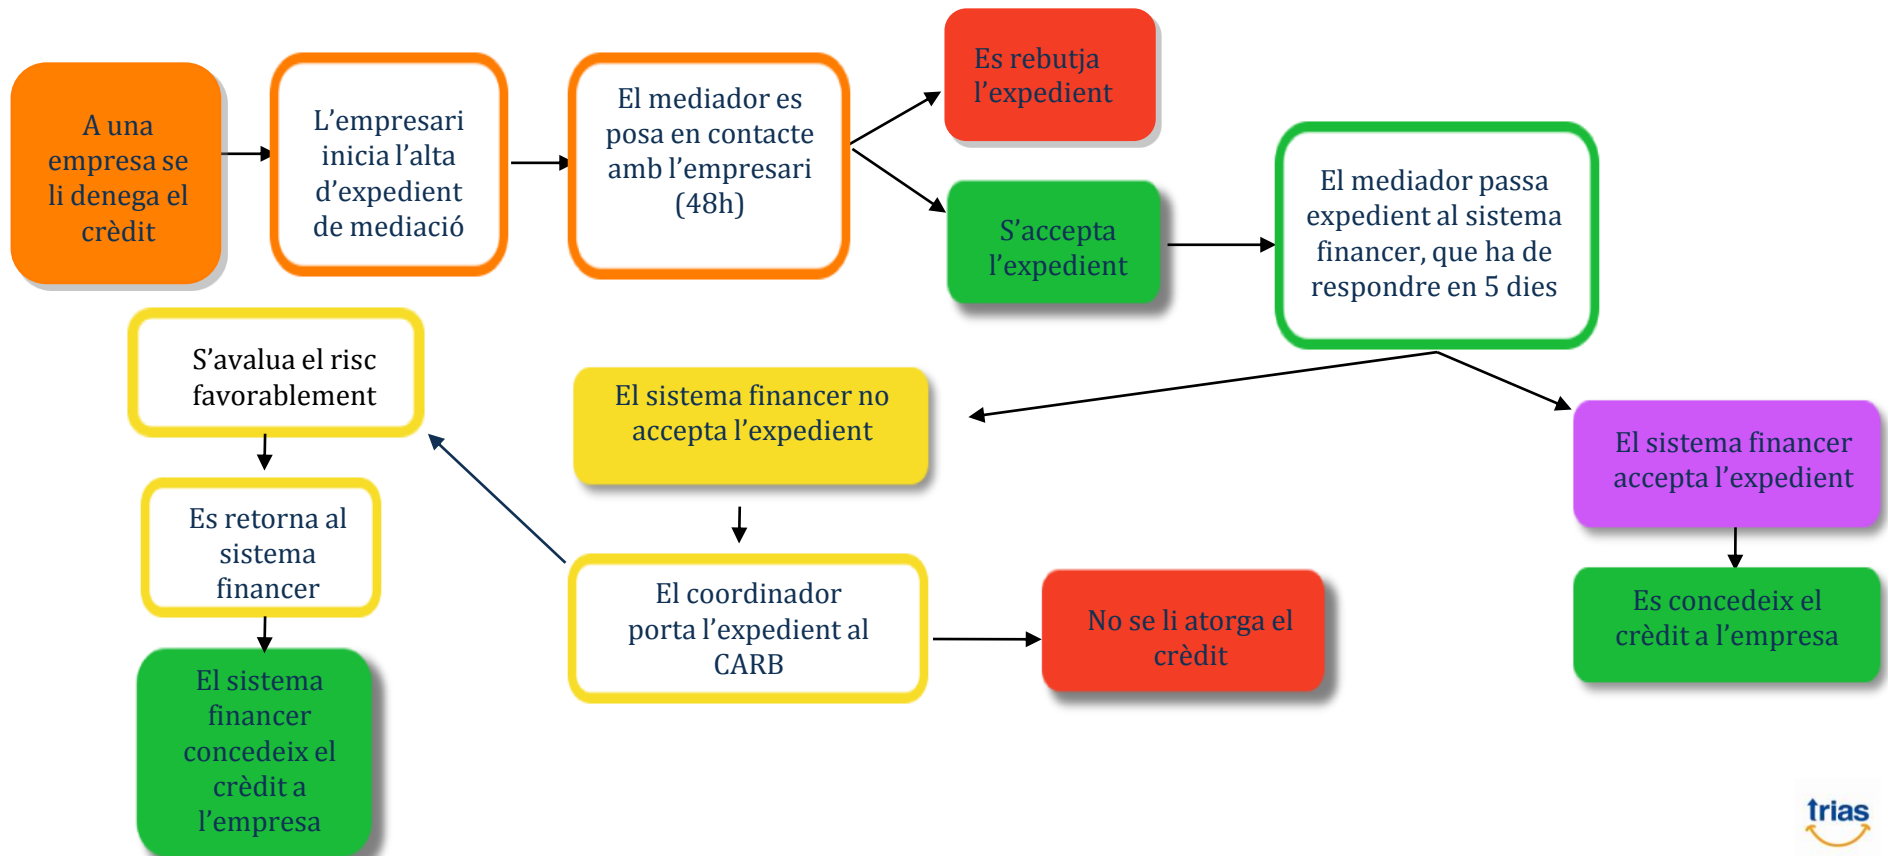 A una
empresa se
li denega el
crèdit
L’empresari
inicia l’alta
d’expedient
de mediació
El mediador es
posa en contacte
amb l’empresari
(48h)
Es rebutja
l’expedient
S’accepta
l’expedient
El mediador passa
expedient al sistema
financer, que ha de
respondre en 5 dies
S’avalua el risc
favorablement
El sistema financer no
accepta l’expedient
El sistema financer
accepta l’expedient
Es retorna al
sistema
financer
El coordinador
porta l’expedient al
CARB
No se li atorga el
crèdit
Es concedeix el
crèdit a l’empresa
El sistema
financer
concedeix el
crèdit a
l’empresa
trias